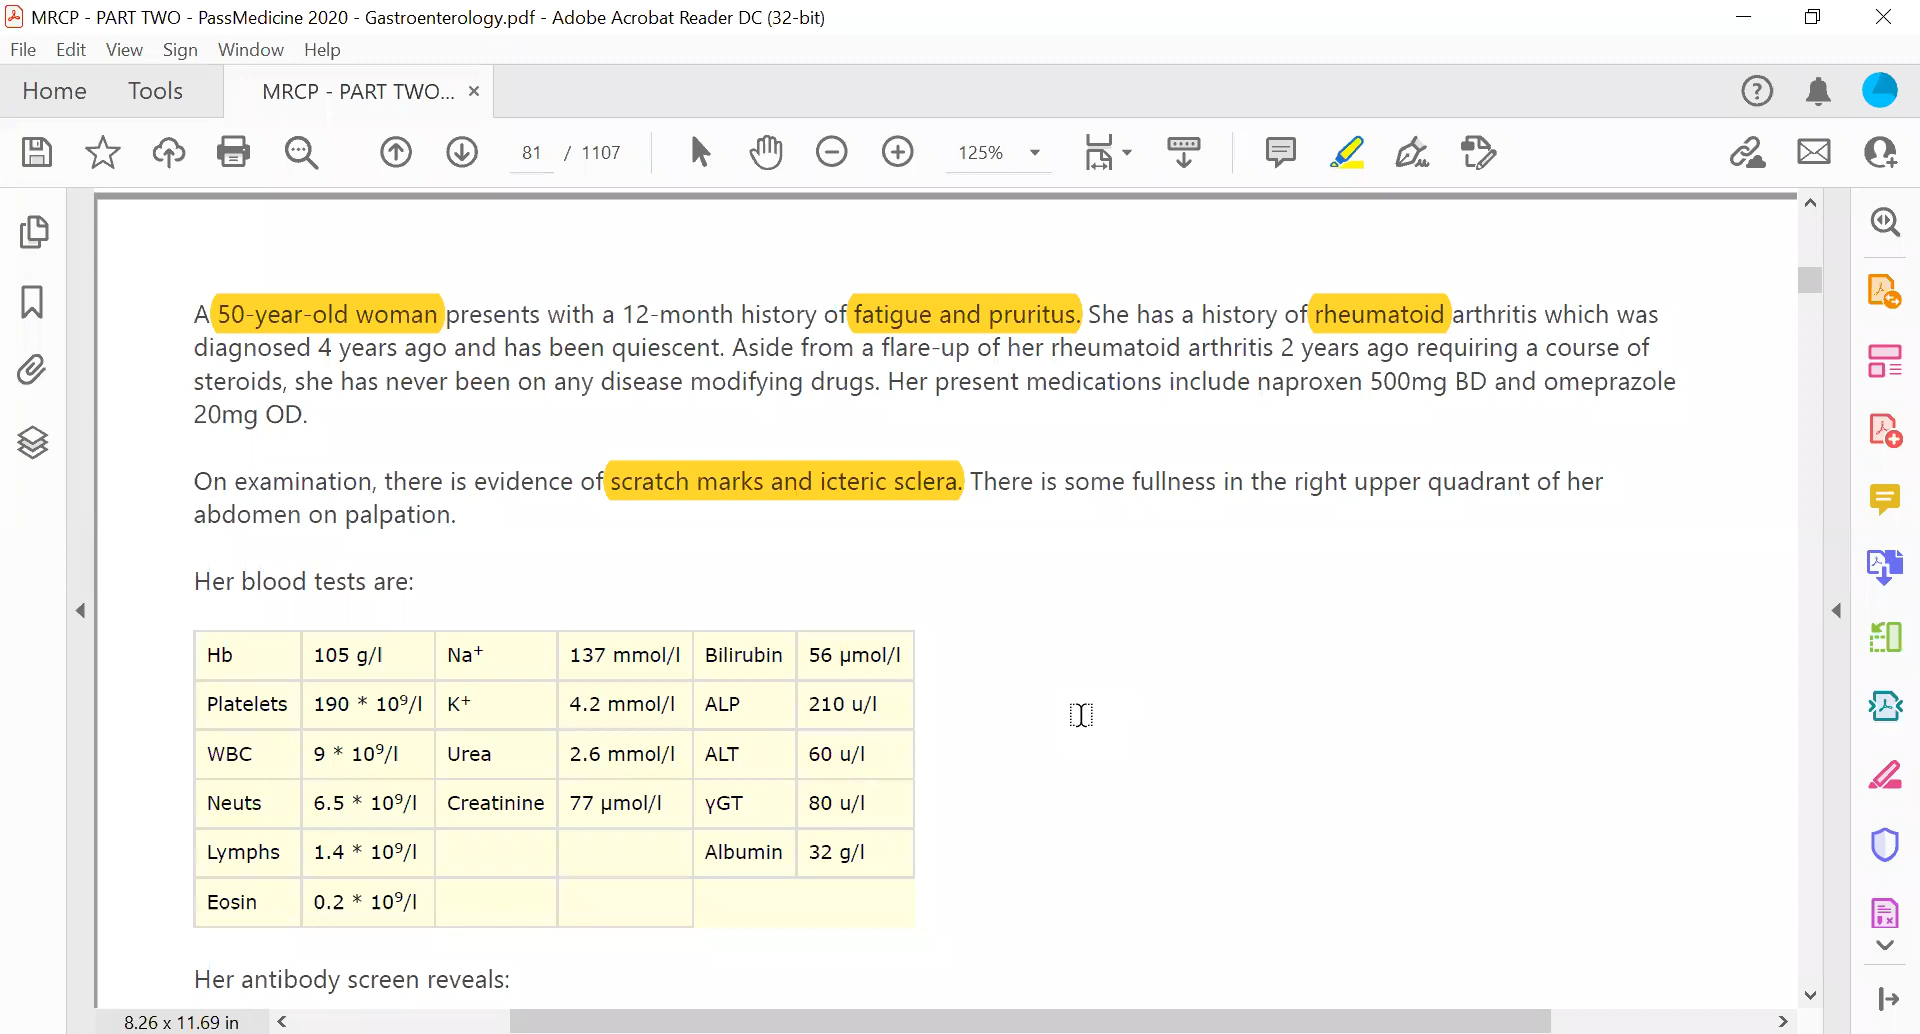 MRCP - PART TWO - PassMedicine 2020 - Gastroenterology.pdf - Adobe Acrobat Reader DC (32-bit)
File Edit View Sign Window Help
Home Tools MRCP - PART TWO... ×
81 / 1107 125%
A 50-year-old woman presents with a 12-month history of fatigue and pruritus. She has a history of rheumatoid arthritis which was
diagnosed 4 years ago and has been quiescent. Aside from a flare-up of her rheumatoid arthritis 2 years ago requiring a course of
steroids, she has never been on any disease modifying drugs. Her present medications include naproxen 500mg BD and omeprazole
20mg OD.
On examination, there is evidence of scratch marks and icteric sclera. There is some fullness in the right upper quadrant of her
abdomen on palpation.
Her blood tests are:
Hb 105 g/l Na⁺ 137 mmol/l Bilirubin 56 µmol/l
Platelets 190 * 10⁹/l K⁺ 4.2 mmol/l ALP 210 u/l
WBC 9 * 10⁹/l Urea 2.6 mmol/l ALT 60 u/l
Neuts 6.5 * 10⁹/l Creatinine 77 µmol/l γGT 80 u/l
Lymphs 1.4 * 10⁹/l Albumin 32 g/l
Eosin 0.2 * 10⁹/l
Her antibody screen reveals:
8.26 x 11.69 in